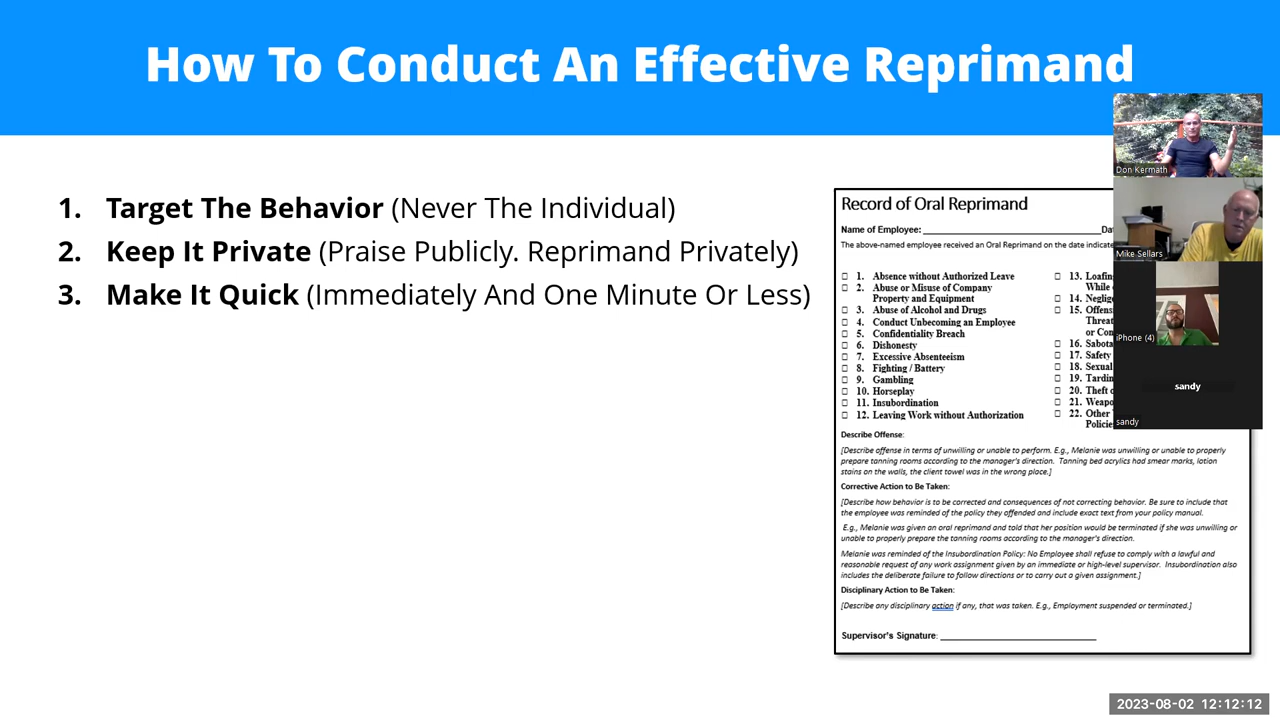 How To Conduct An Effective Reprimand
1. Target The Behavior (Never The Individual)
2. Keep It Private (Praise Publicly. Reprimand Privately)
3. Make It Quick (Immediately And One Minute Or Less)
Record of Oral Reprimand
Name of Employee:
The above-named employee received an Oral Reprimand on the date
1. Absence without Authorized Leave
2. Abuse or Misuse of Company
Property and Equipment
3. Abuse of Alcohol and Drugs
4. Conduct Unbecoming an Employee
5. Confidentiality Breach
6. Dishonesty
7. Excessive Absenteeism
8. Fighting / Battery
9. Gambling
10. Horseplay
11. Insubordination
12. Leaving Work without Authorization
13.
While
14.
15.
or
16.
17. Safety
18. Sexual
19.
20. Theft
21.
22. Other
Describe Offense:
[Describe offense in terms of unwilling or unable to perform. E.g., Melanie was unwilling or unable to properly
prepare tanning rooms according to the manager's direction. Tanning bed acrylics had smear marks, lotion
stains on the walls, the client towel was in the wrong place.]
Corrective Action to Be Taken:
[Describe how behavior is to be corrected and consequences of not correcting behavior. Be sure to include that
the employee was reminded of the policy they offended and include exact text from your policy manual.
E.g., Melanie was given an oral reprimand and told that her position would be terminated if she was unwilling or
unable to properly prepare the tanning rooms according to the manager's direction.
Melanie was reminded of the Insubordination Policy: No Employee shall refuse to comply with a lawful and
reasonable request of any work assignment given by an immediate or high-level supervisor. Insubordination also
includes the deliberate failure to follow directions or to carry out a given assignment.]
Disciplinary Action to Be Taken:
[Describe any disciplinary action if any, that was taken. E.g., Employment suspended or terminated.]
Supervisor's Signature:
Don Kermath
Mike Sellars
iPhone (4)
sandy
sandy
2023-08-02 12:12:12